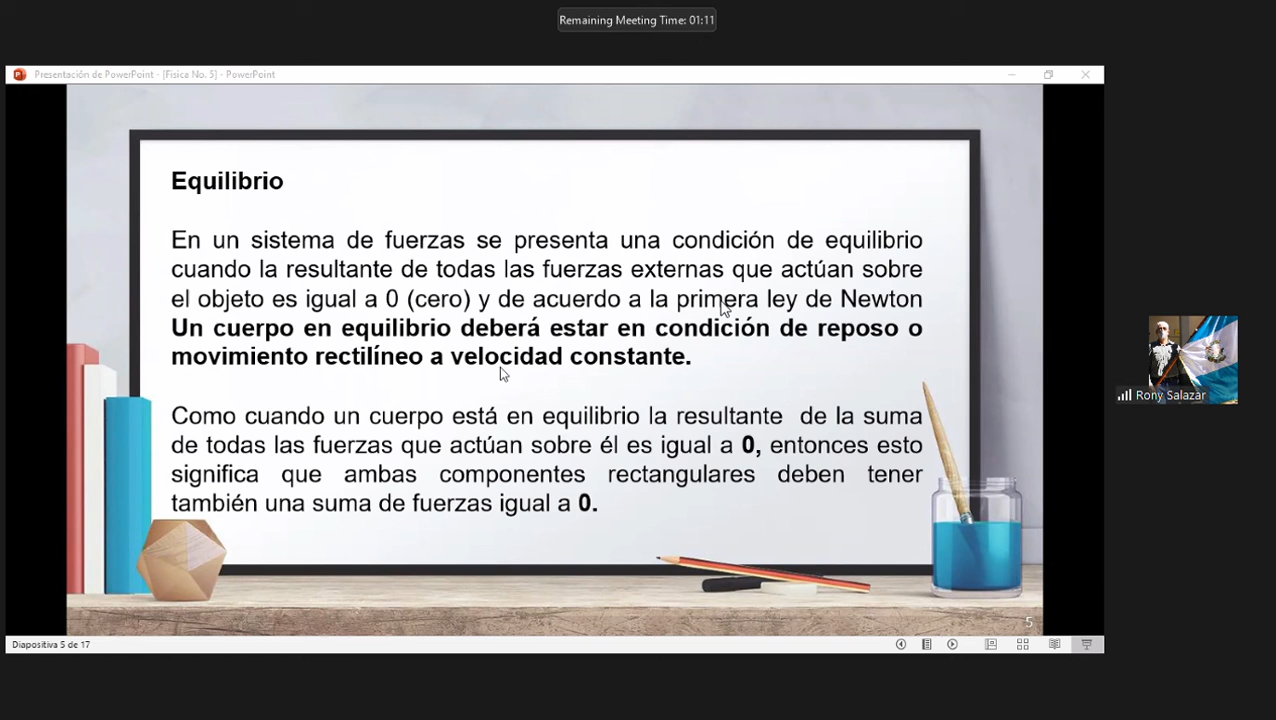 Remaining Meeting Time: 01:11
Presentación de PowerPoint - [Fisica No. 5] - PowerPoint
Equilibrio
En un sistema de fuerzas se presenta una condición de equilibrio
cuando la resultante de todas las fuerzas externas que actúan sobre
el objeto es igual a 0 (cero) y de acuerdo a la primera ley de Newton
Un cuerpo en equilibrio deberá estar en condición de reposo o
movimiento rectilíneo a velocidad constante.
Como cuando un cuerpo está en equilibrio la resultante de la suma
de todas las fuerzas que actúan sobre él es igual a 0, entonces esto
significa que ambas componentes rectangulares deben tener
también una suma de fuerzas igual a 0.
5
Diapositiva 5 de 17
Rony Salazar